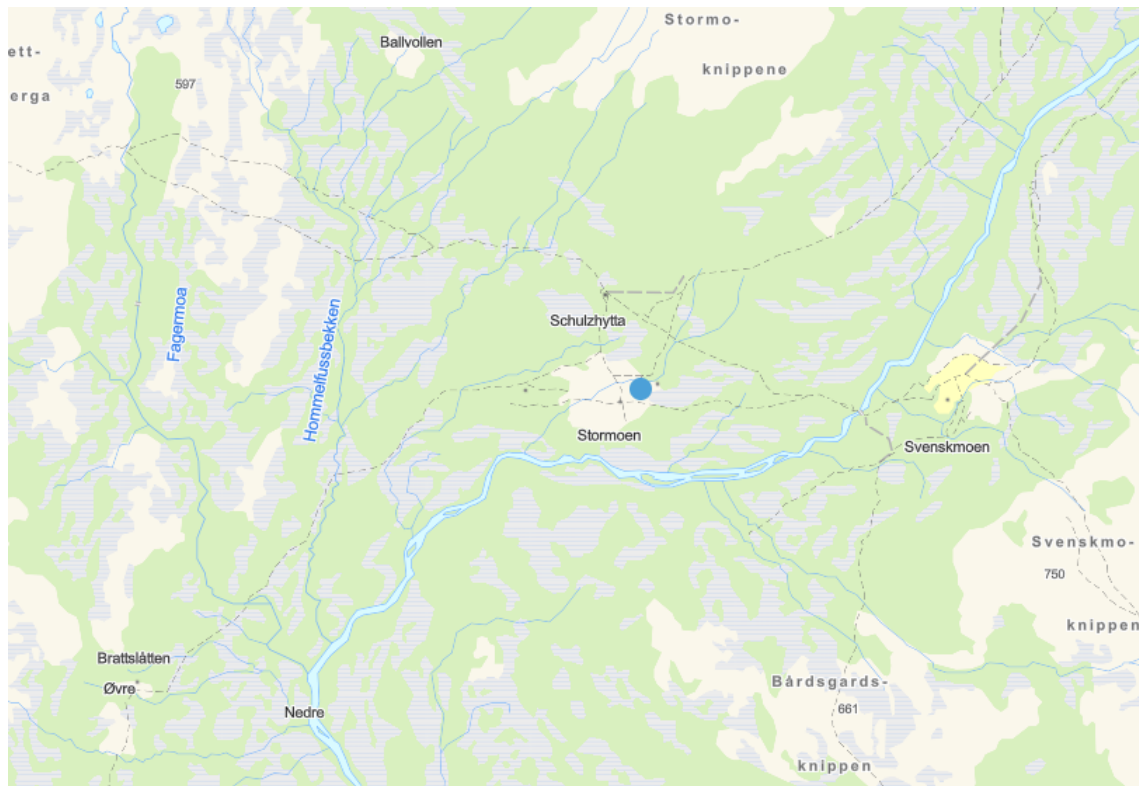 Stormo-
Ballvollen
ett-
knippene
597
erga
Fagermoa
Hommelfussbekken
Schulzhytta
Stormoen
Svenskmoen
Svenskmo-
750
knippen
Brattslåtten
Bårdsgards-
Øvre
661
Nedre
knippen